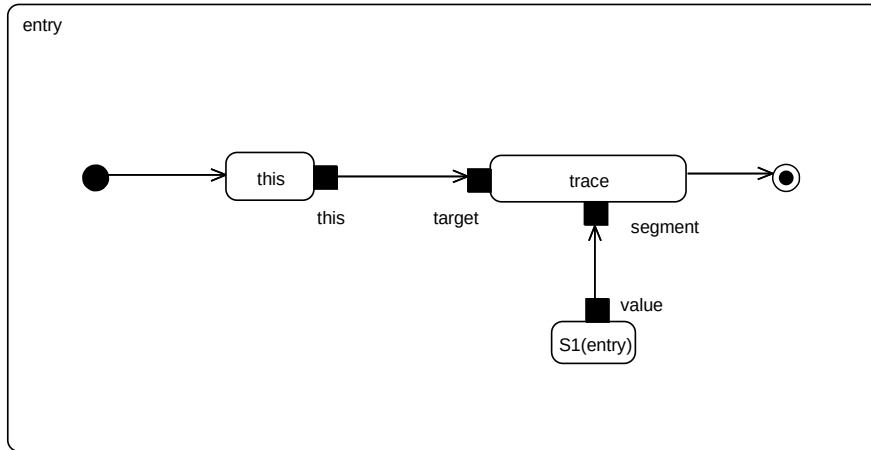 entry
this
trace
this
target
segment
value
S1(entry)